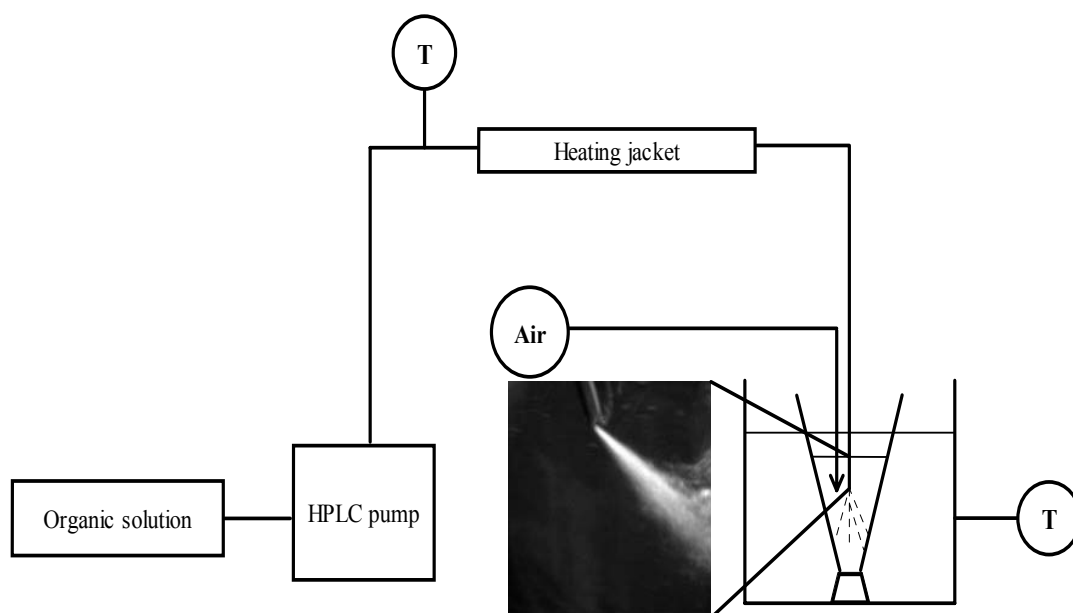 T
Heating jacket
Air
Organic solution
HPLC pump
T